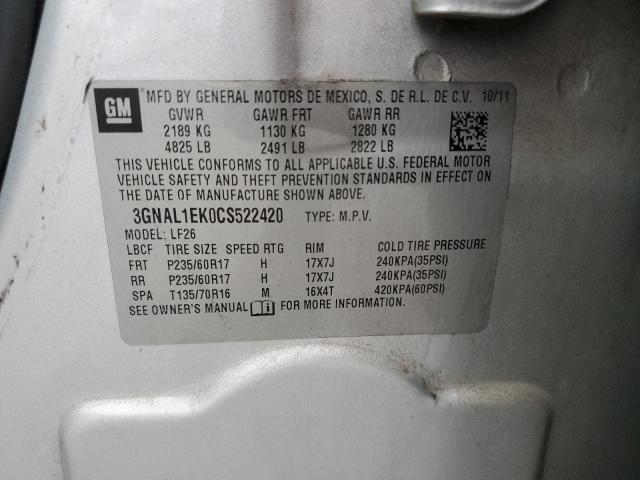 GM MFD BY GENERAL MOTORS DE MEXICO, S. DE R.L. DE C.V. 10/11
GVWR GAWR FRT GAWR RR
2189 KG 1130 KG 1280 KG
4825 LB 2491 LB 2822 LB
THIS VEHICLE CONFORMS TO ALL APPLICABLE U.S. FEDERAL MOTOR
VEHICLE SAFETY AND THEFT PREVENTION STANDARDS IN EFFECT ON
THE DATE OF MANUFACTURE SHOWN ABOVE.
3GNAL1EK0CS522420 TYPE: M.P.V.
MODEL: LF26
LBCF TIRE SIZE SPEED RTG RIM COLD TIRE PRESSURE
FRT P235/60R17 H 17X7J 240KPA(35PSI)
RR P235/60R17 H 17X7J 240KPA(35PSI)
SPA T135/70R16 M 16X4T 420KPA(60PSI)
SEE OWNER'S MANUAL FOR MORE INFORMATION.